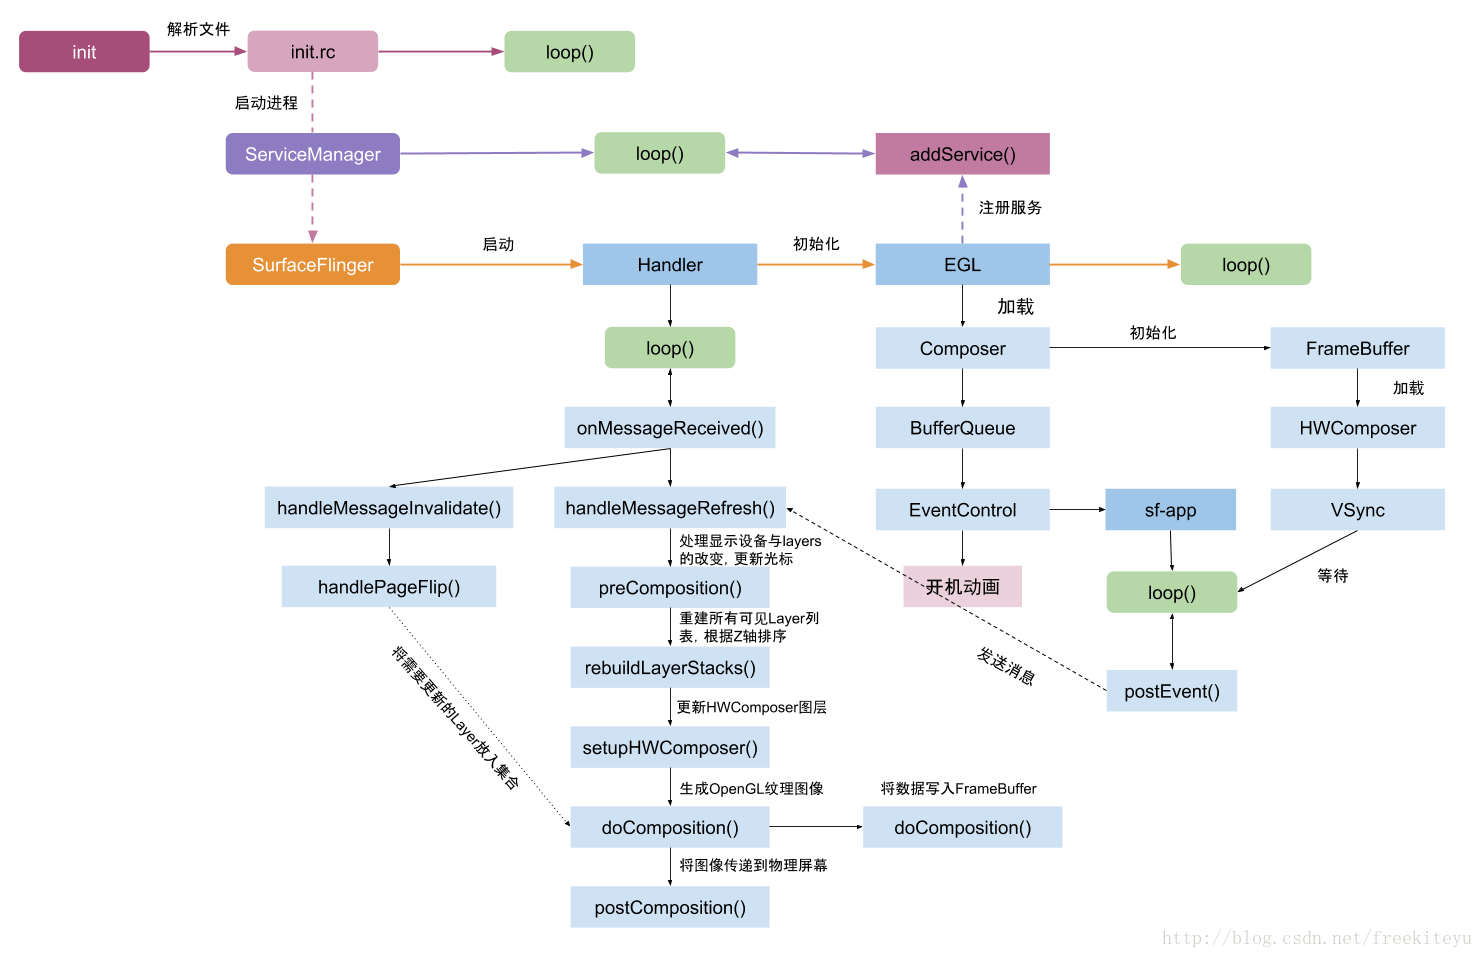 解析文件
init
init.rc
loop()
启动进程
ServiceManager
loop()
addService()
注册服务
SurfaceFlinger
启动
Handler
初始化
EGL
loop()
加载
loop()
Composer
初始化
FrameBuffer
加载
onMessageReceived()
BufferQueue
HWComposer
handleMessageInvalidate()
handleMessageRefresh()
EventControl
sf-app
VSync
处理显示设备与layers
的改变，更新光标
handlePageFlip()
preComposition()
开机动画
loop()
等待
重建所有可见Layer列
表，根据Z轴排序
rebuildLayerStacks()
发送消息
postEvent()
将需要更新的Layer放入集合
更新HWComposer图层
setupHWComposer()
生成OpenGL纹理图像
将数据写入FrameBuffer
doComposition()
doComposition()
将图像传递到物理屏幕
postComposition()
http://blog.csdn.net/freekiteyu